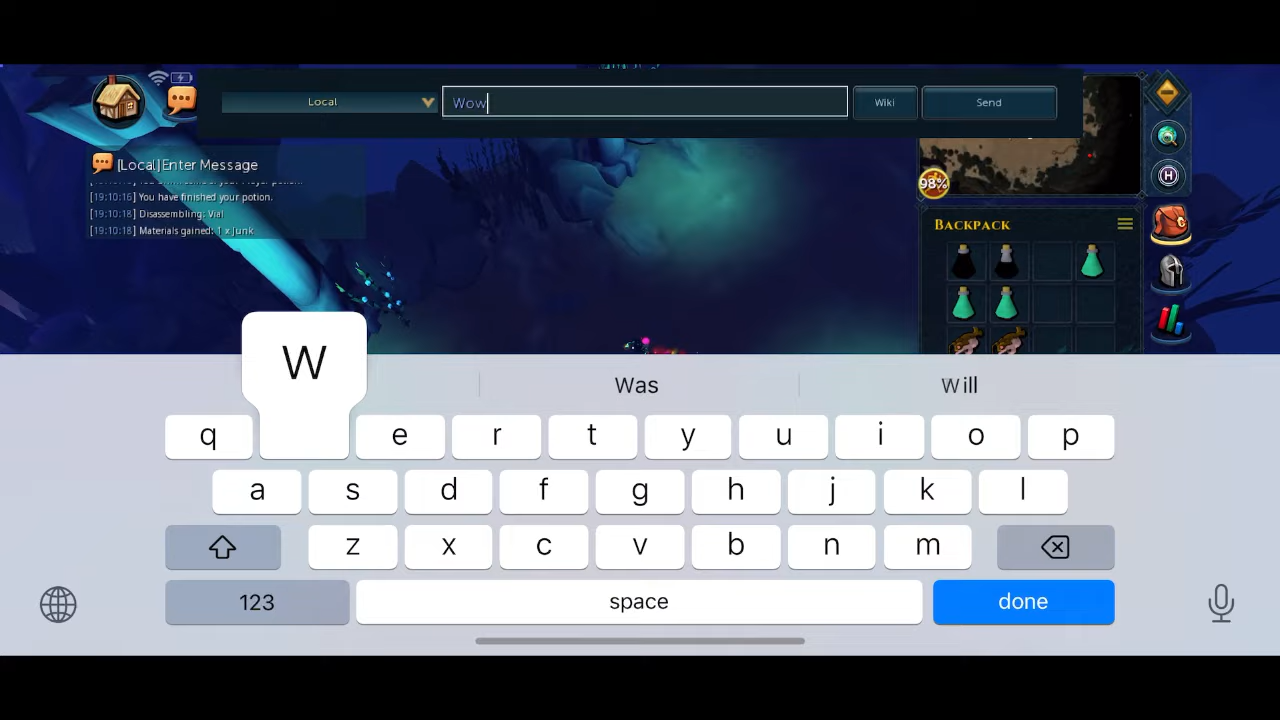 Local
Wow
Wiki
Send
[Local]Enter Message
[19:10:16] You have finished your potion.
[19:10:18] Disassembling: Vial
[19:10:18] Materials gained: 1 x Junk
98%
H
BACKPACK
W
Was
Will
q e r t y u i o p
a s d f g h j k l
z x c v b n m
123
space
done